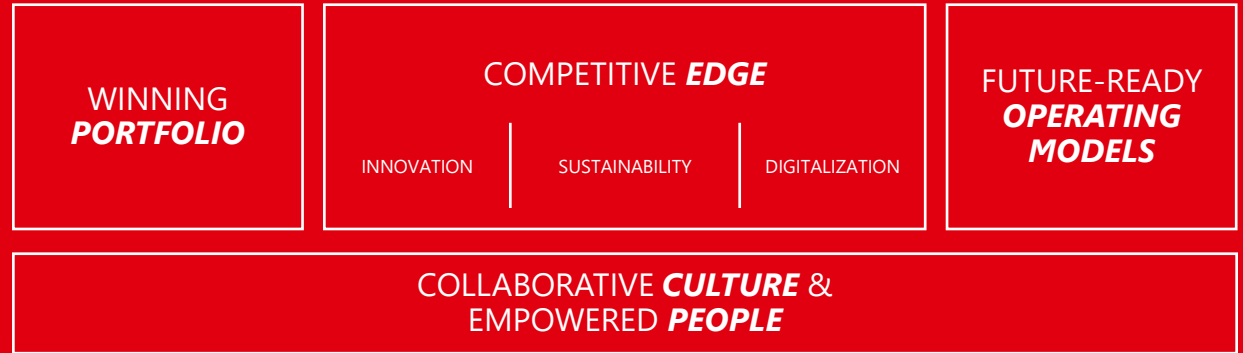 WINNING
PORTFOLIO
COMPETITIVE EDGE
INNOVATION
SUSTAINABILITY
DIGITALIZATION
FUTURE-READY
OPERATING
MODELS
COLLABORATIVE CULTURE &
EMPOWERED PEOPLE